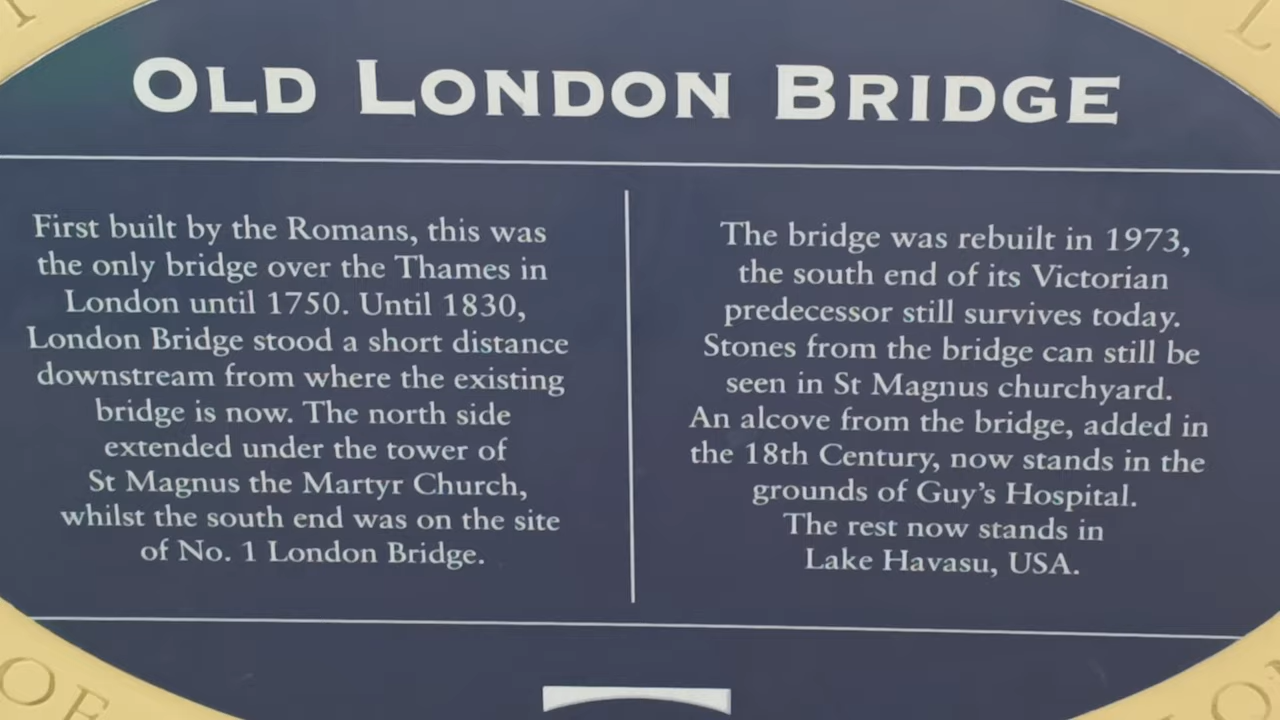 OLD LONDON BRIDGE
First built by the Romans, this was
the only bridge over the Thames in
London until 1750. Until 1830,
London Bridge stood a short distance
downstream from where the existing
bridge is now. The north side
extended under the tower of
St Magnus the Martyr Church,
whilst the south end was on the site
of No. 1 London Bridge.
The bridge was rebuilt in 1973,
the south end of its Victorian
predecessor still survives today.
Stones from the bridge can still be
seen in St Magnus churchyard.
An alcove from the bridge, added in
the 18th Century, now stands in the
grounds of Guy's Hospital.
The rest now stands in
Lake Havasu, USA.
OF